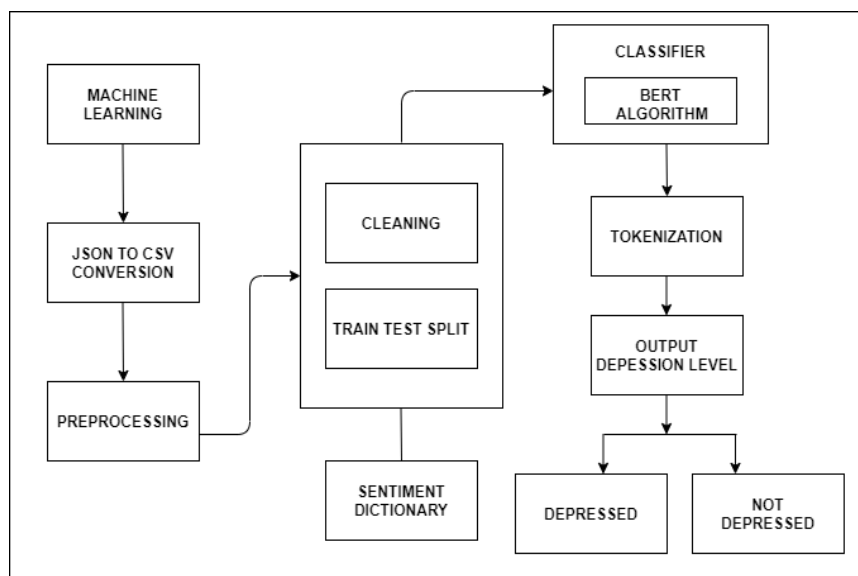 MACHINE
LEARNING
JSON TO CSV
CONVERSION
PREPROCESSING
CLEANING
TRAIN TEST SPLIT
SENTIMENT
DICTIONARY
CLASSIFIER
BERT
ALGORITHM
TOKENIZATION
OUTPUT
DEPESSION LEVEL
DEPRESSED
NOT
DEPRESSED